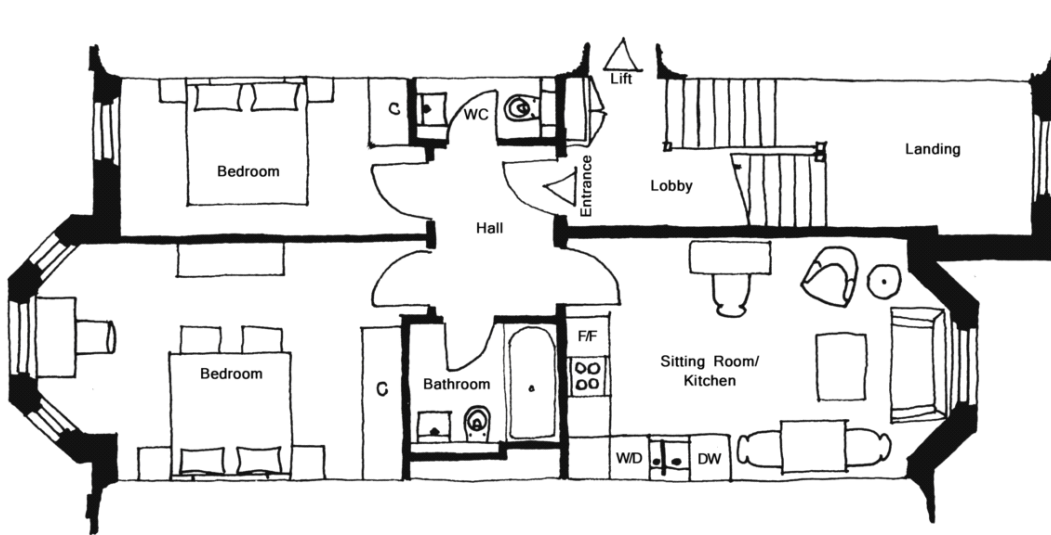 Lift
C
WC
Bedroom
Entrance
Lobby
Landing
Hall
F/F
Bedroom
C
Bathroom
Sitting Room/
Kitchen
W/D
DW